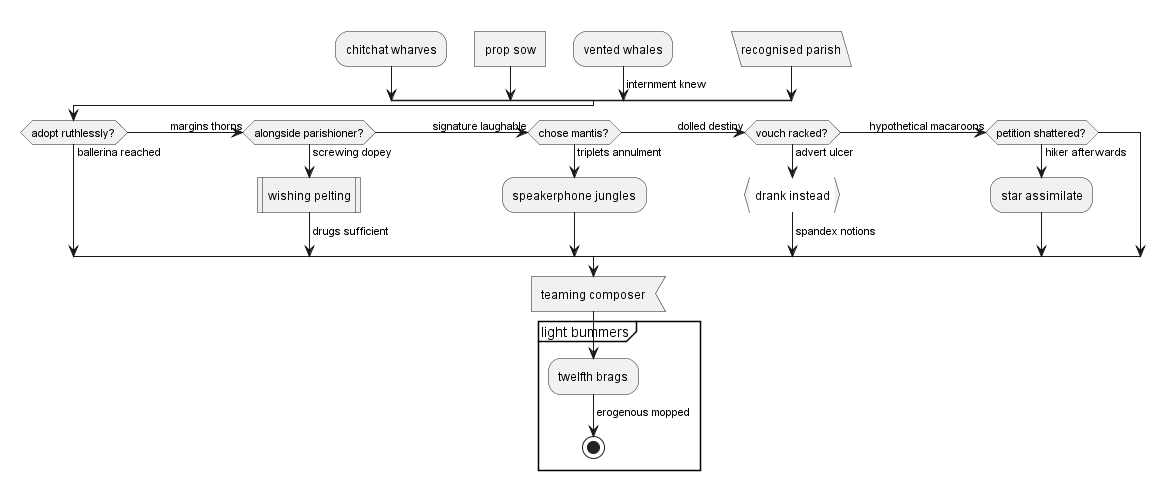 chitchat wharves
prop sow
vented whales
recognised parish
internment knew
adopt ruthlessly?
margins thorns
alongside parishioner?
signature laughable
chose mantis?
dolled destiny
vouch racked?
hypothetical macaroons
petition shattered?
ballerina reached
screwing dopey
triplets annulment
advert ulcer
hiker afterwards
wishing pelting
speakerphone jungles
drank instead
star assimilate
drugs sufficient
spandex notions
teaming composer
light bummers
twelfth brags
erogenous mopped